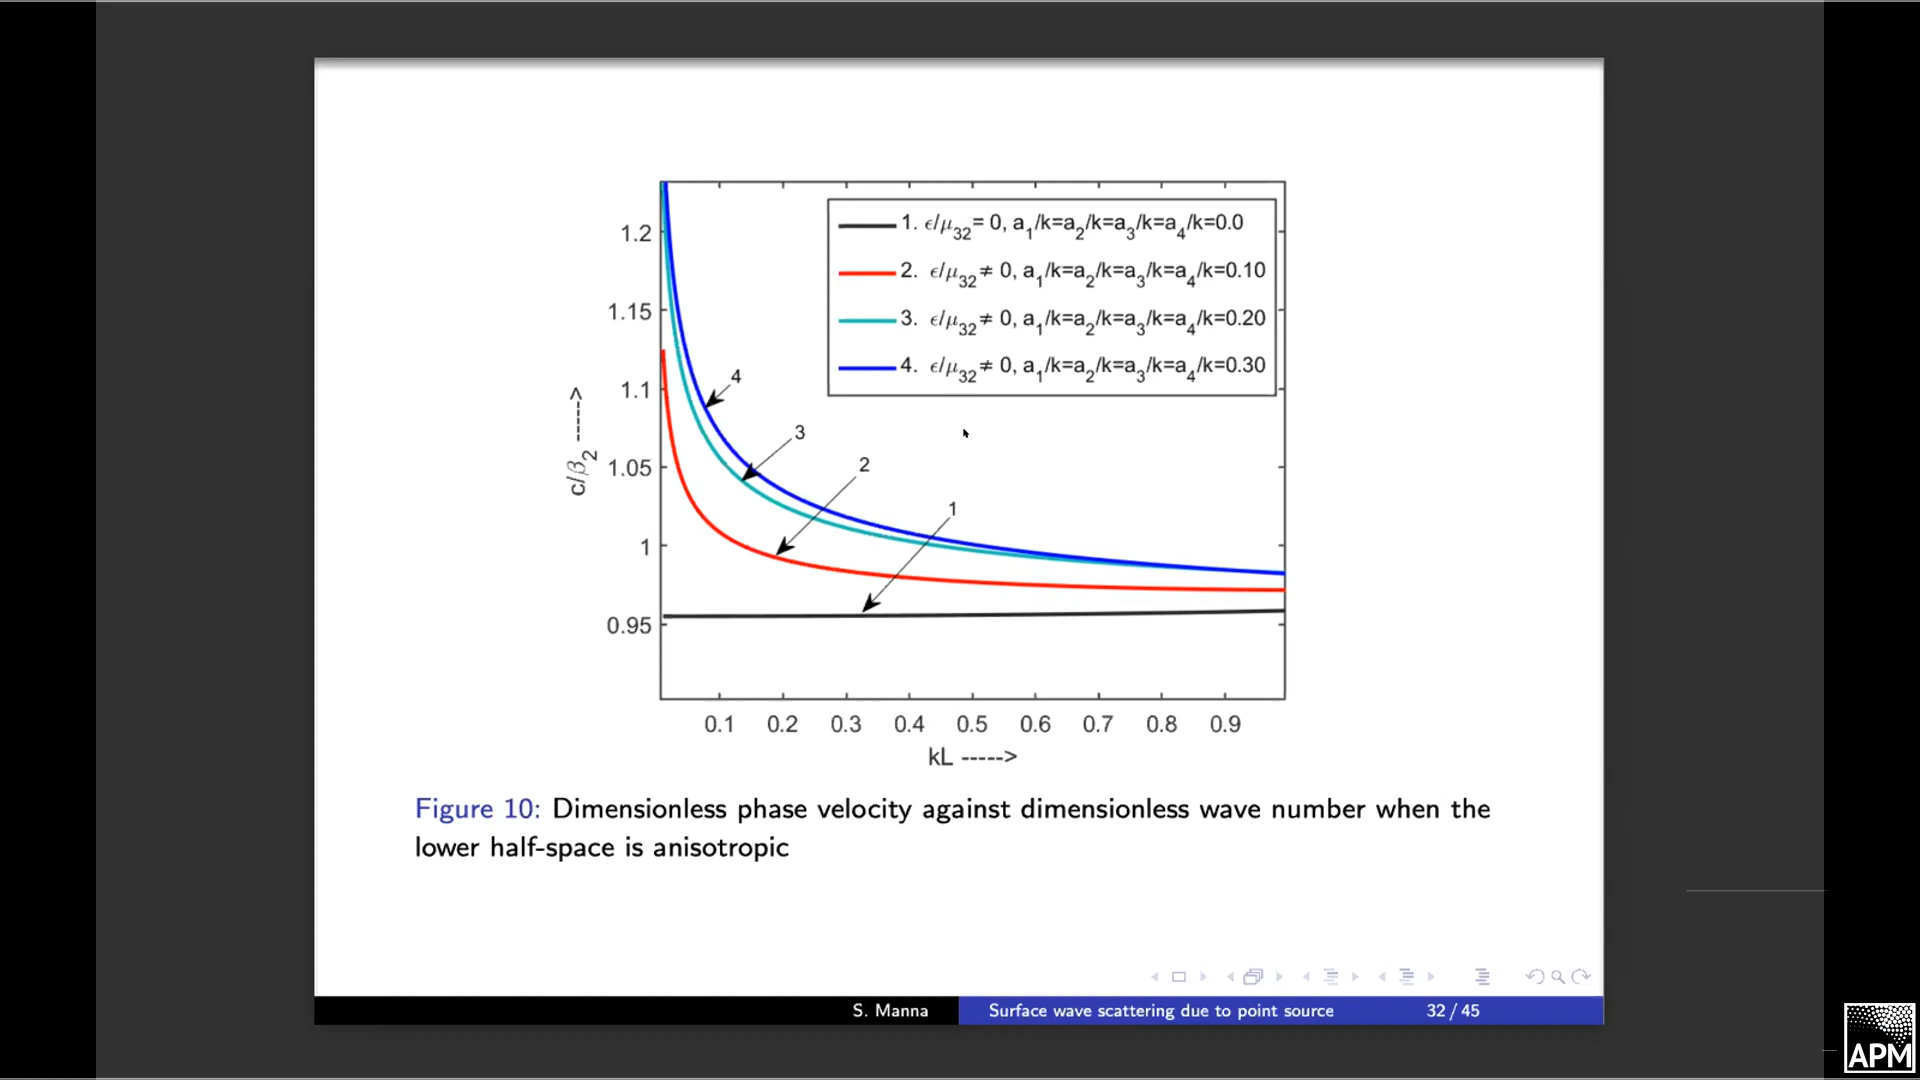 1. ϵ/μ32= 0, a1/k=a2/k=a3/k=a4/k=0.0
2. ϵ/μ32≠ 0, a1/k=a2/k=a3/k=a4/k=0.10
3. ϵ/μ32≠ 0, a1/k=a2/k=a3/k=a4/k=0.20
4. ϵ/μ32≠ 0, a1/k=a2/k=a3/k=a4/k=0.30
1.2
1.15
1.1
1.05
1
0.95
c/β2 ----->
4
3
2
1
0.1 0.2 0.3 0.4 0.5 0.6 0.7 0.8 0.9
kL ----->
Figure 10: Dimensionless phase velocity against dimensionless wave number when the
lower half-space is anisotropic
S. Manna Surface wave scattering due to point source 32 / 45
APM